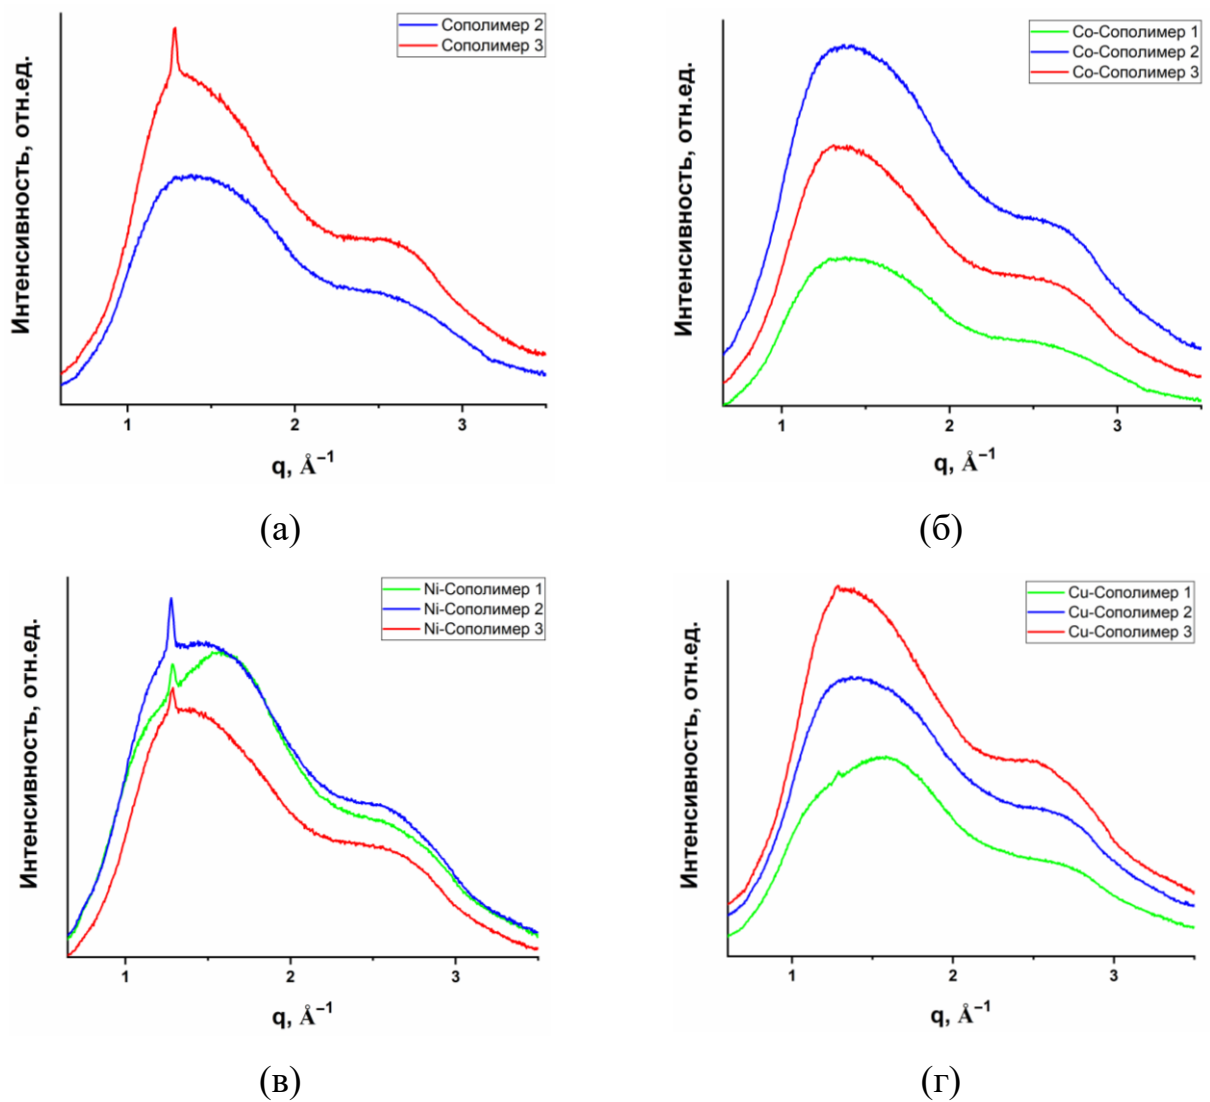 Сополимер 2
Сополимер 3
Интенсивность, отн.ед.
1 2 3
q, Å⁻¹
(а)
Co-Сополимер 1
Co-Сополимер 2
Co-Сополимер 3
Интенсивность, отн.ед.
1 2 3
q, Å⁻¹
(б)
Ni-Сополимер 1
Ni-Сополимер 2
Ni-Сополимер 3
Интенсивность, отн.ед.
1 2 3
q, Å⁻¹
(в)
Cu-Сополимер 1
Cu-Сополимер 2
Cu-Сополимер 3
Интенсивность, отн.ед.
1 2 3
q, Å⁻¹
(г)